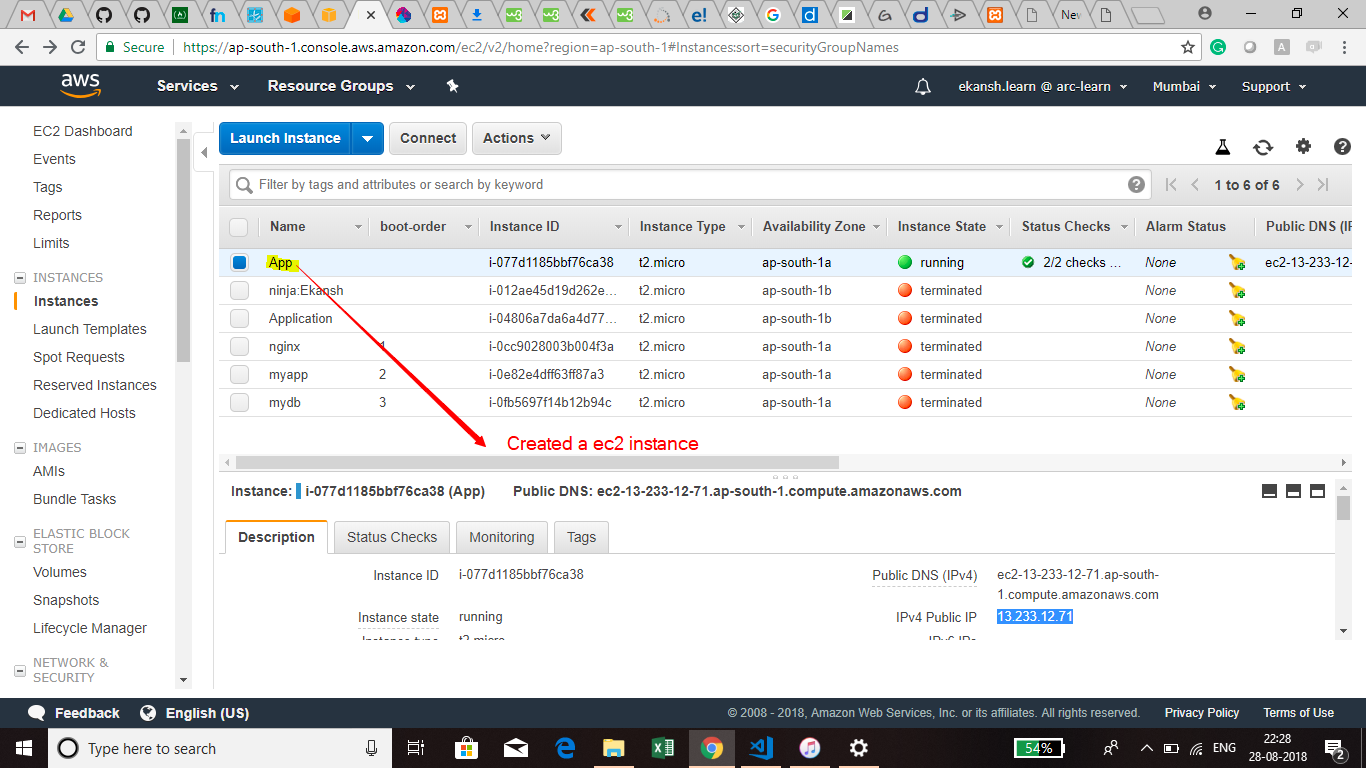 Secure https://ap-south-1.console.aws.amazon.com/ec2/v2/home?region=ap-south-1#Instances:sort=securityGroupNames
aws Services Resource Groups ekansh.learn @ arc-learn Mumbai Support
EC2 Dashboard
Events
Tags
Reports
Limits
INSTANCES
Instances
Launch Templates
Spot Requests
Reserved Instances
Dedicated Hosts
IMAGES
AMIs
Bundle Tasks
ELASTIC BLOCK
STORE
Volumes
Snapshots
Lifecycle Manager
NETWORK &
SECURITY
Launch Instance Connect Actions
Filter by tags and attributes or search by keyword 1 to 6 of 6
Name boot-order Instance ID Instance Type Availability Zone Instance State Status Checks Alarm Status Public DNS (IP
App i-077d1185bbf76ca38 t2.micro ap-south-1a running 2/2 checks ... None ec2-13-233-12-
ninja:Ekansh i-012ae45d19d262e... t2.micro ap-south-1b terminated None
Application i-04806a7da6a4d77... t2.micro ap-south-1b terminated None
nginx 1 i-0cc9028003b004f3a t2.micro ap-south-1a terminated None
myapp 2 i-0e82e4dff63ff87a3 t2.micro ap-south-1a terminated None
mydb 3 i-0fb5697f14b12b94c t2.micro ap-south-1a terminated None
Created a ec2 instance
Instance: i-077d1185bbf76ca38 (App) Public DNS: ec2-13-233-12-71.ap-south-1.compute.amazonaws.com
Description Status Checks Monitoring Tags
Instance ID i-077d1185bbf76ca38 Public DNS (IPv4) ec2-13-233-12-71.ap-south-
1.compute.amazonaws.com
Instance state running IPv4 Public IP 13.233.12.71
Instance type t2.micro IPv6 IPs
Feedback English (US) © 2008 - 2018, Amazon Web Services, Inc. or its affiliates. All rights reserved. Privacy Policy Terms of Use
Type here to search 54% ENG 22:28
28-08-2018 2